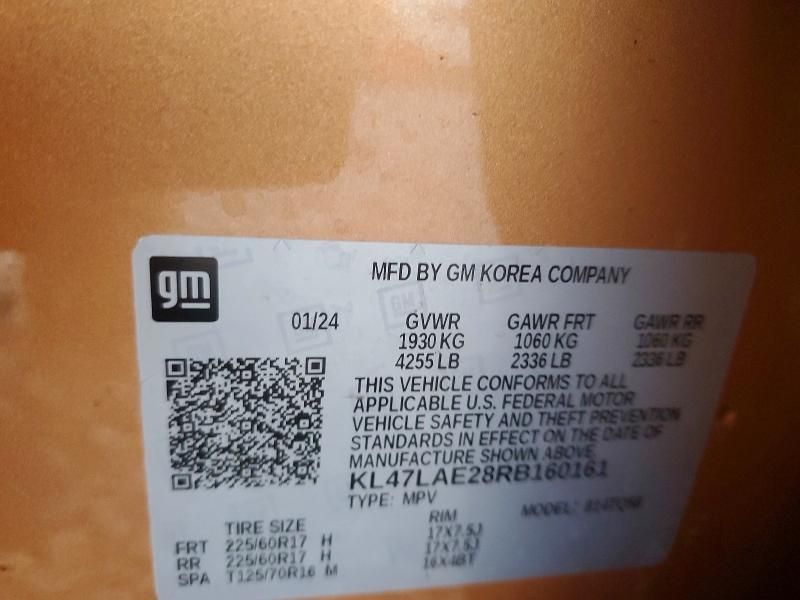 gm
MFD BY GM KOREA COMPANY
01/24 GVWR GAWR FRT GAWR RR
1930 KG 1060 KG 1060 KG
4255 LB 2336 LB 2336 LB
THIS VEHICLE CONFORMS TO ALL
APPLICABLE U.S. FEDERAL MOTOR
VEHICLE SAFETY AND THEFT PREVENTION
STANDARDS IN EFFECT ON THE DATE OF
MANUFACTURE SHOWN ABOVE.
KL47LAE28RB160161
TYPE: MPV MODEL:
TIRE SIZE RIM
FRT 225/60R17 H 17X7.5J
RR 225/60R17 H 17X7.5J
SPA T125/70R16 M 16X4BT